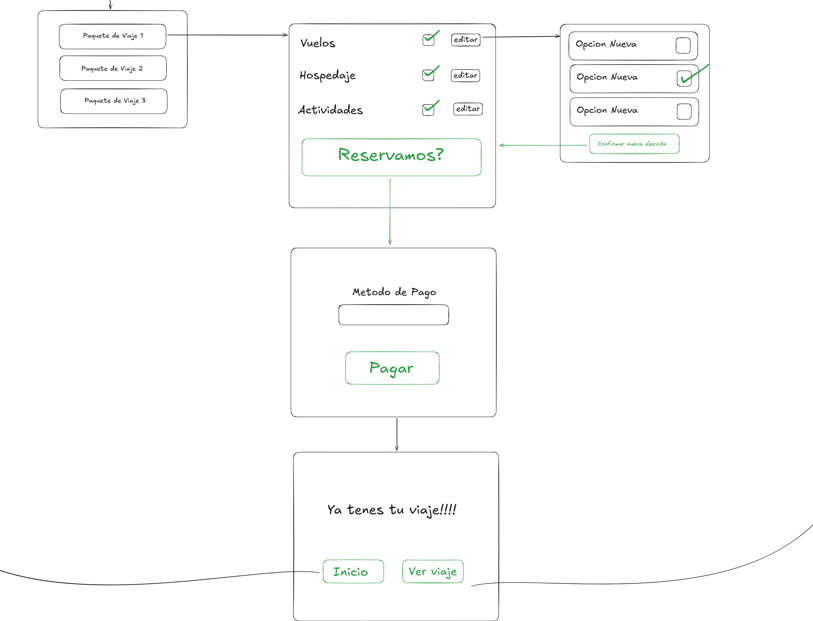 Paquete de Viaje 1
Paquete de Viaje 2
Paquete de Viaje 3
Vuelos
editar
Hospedaje
editar
Actividades
editar
Reservamos?
Opcion Nueva
Opcion Nueva
Opcion Nueva
Confirmar nueva elección
Metodo de Pago
Pagar
Ya tenes tu viaje!!!!
Inicio
Ver viaje